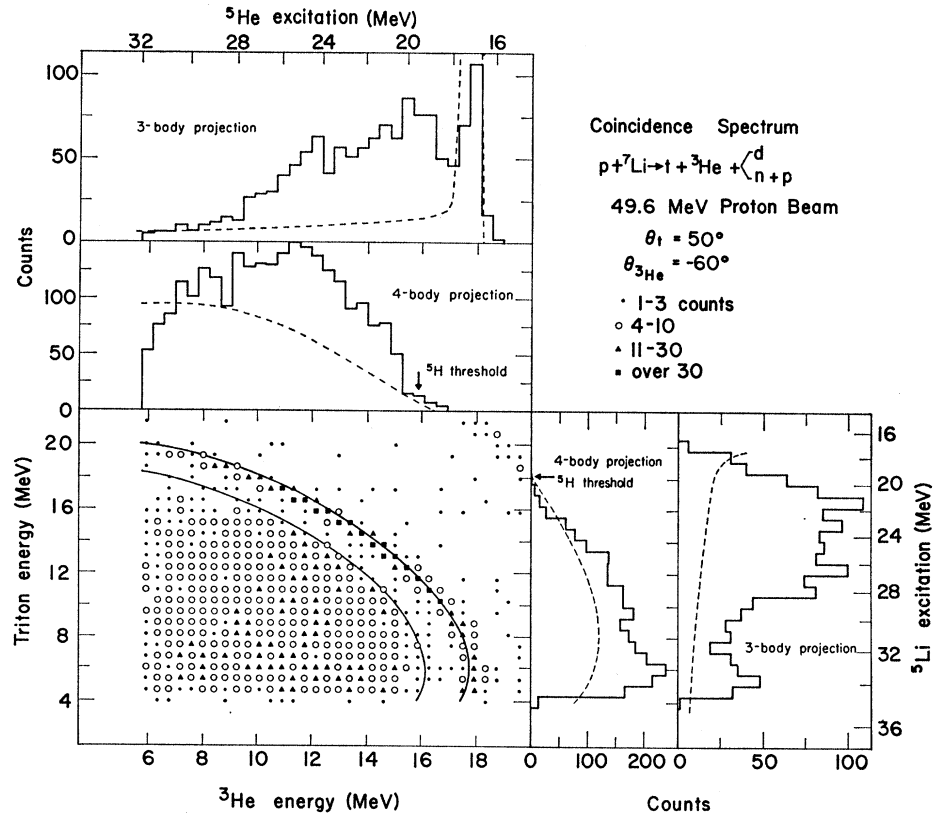 ⁵He excitation (MeV)
32 28 24 20 16
100
50
0
3-body projection
Counts
100
50
0
4-body projection
⁵H threshold
Coincidence Spectrum
p+⁷Li→t+³He+{d
n+p
49.6 MeV Proton Beam
θt = 50°
θ3He = -60°
· 1-3 counts
○ 4-10
▲ 11-30
■ over 30
Triton energy (MeV)
20
16
12
8
4
6 8 10 12 14 16 18
³He energy (MeV)
4-body projection
⁵H threshold
0 100 200
3-body projection
0 50 100
Counts
16
20
24
28
32
36
⁵Li excitation (MeV)